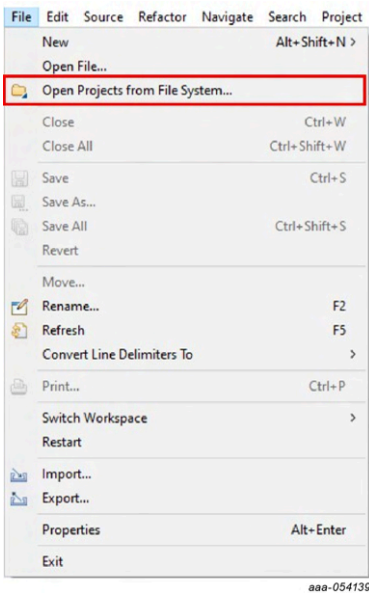 File Edit Source Refactor Navigate Search Project
New Alt+Shift+N >
Open File...
Open Projects from File System...
Close Ctrl+W
Close All Ctrl+Shift+W
Save Ctrl+S
Save As...
Save All Ctrl+Shift+S
Revert
Move...
Rename... F2
Refresh F5
Convert Line Delimiters To >
Print... Ctrl+P
Switch Workspace >
Restart
Import...
Export...
Properties Alt+Enter
Exit
aaa-054139